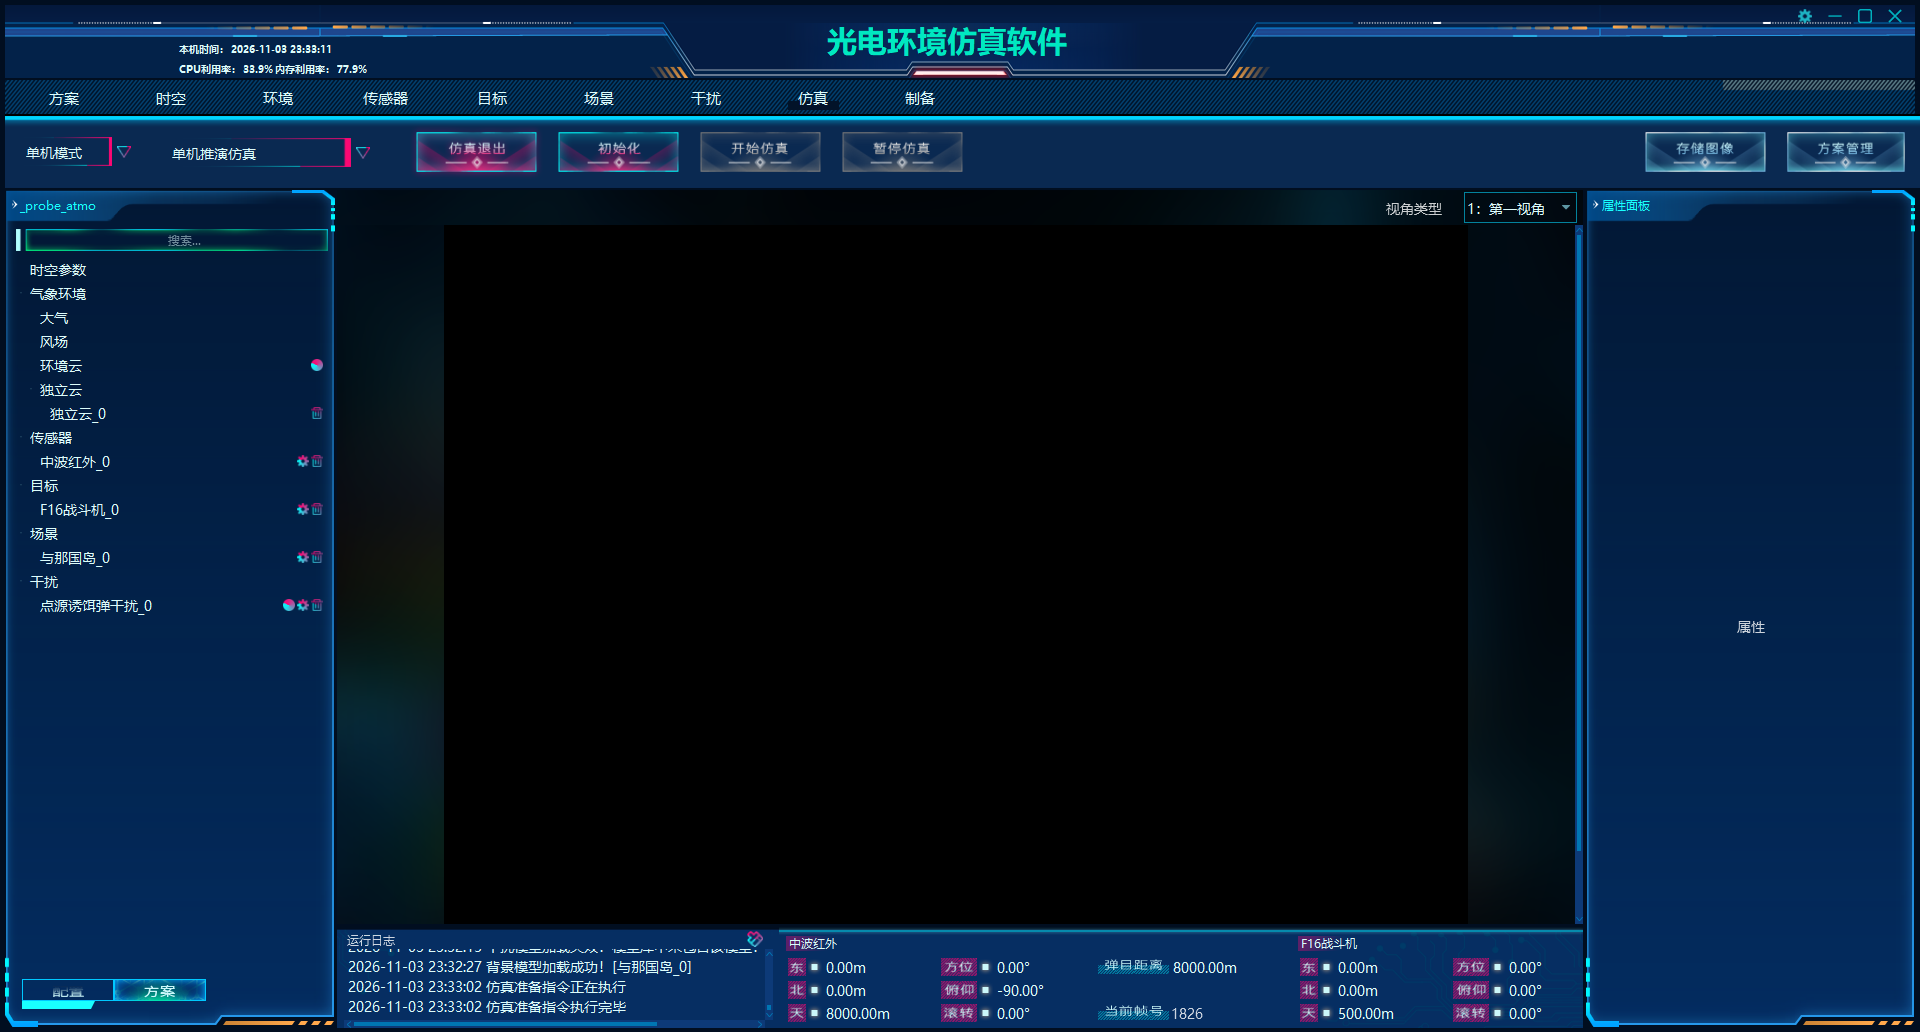 光电环境仿真软件
本机时间： 2026-11-03 23:33:11
CPU利用率： 33.9% 内存利用率： 77.9%
方案 时空 环境 传感器 目标 场景 干扰 仿真 制备
单机模式 单机推演仿真 仿真退出 初始化 开始仿真 暂停仿真 存储图像 方案管理
_probe_atmo
搜索...
时空参数
气象环境
大气
风场
环境云
独立云
独立云_0
传感器
中波红外_0
目标
F16战斗机_0
场景
与那国岛_0
干扰
点源诱饵弹干扰_0
配置 方案
视角类型 1: 第一视角
运行日志
2026-11-03 23:32:27 背景模型加载成功！[与那国岛_0]
2026-11-03 23:33:02 仿真准备指令正在执行
2026-11-03 23:33:02 仿真准备指令执行完毕
中波红外
东 0.00m 方位 0.00° 弹目距离 8000.00m
北 0.00m 俯仰 -90.00°
天 8000.00m 滚转 0.00° 当前帧号 1826
F16战斗机
东 0.00m 方位 0.00°
北 0.00m 俯仰 0.00°
天 500.00m 滚转 0.00°
属性面板
属性